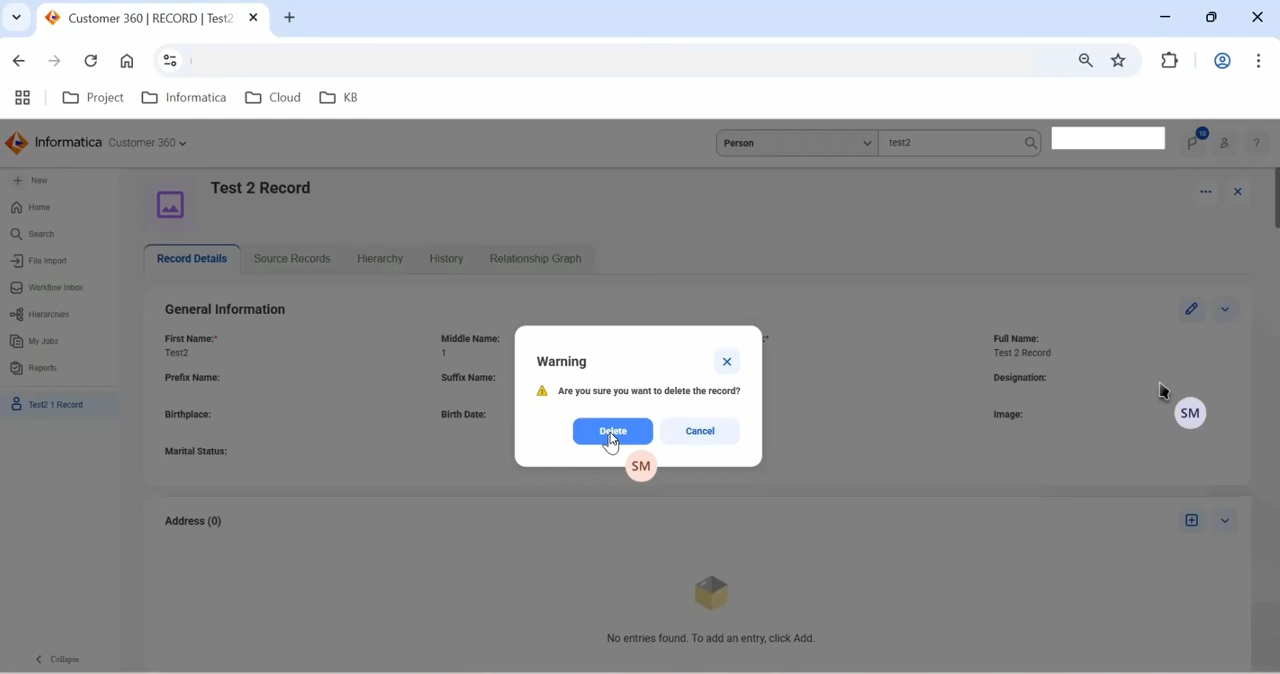 Customer 360 | RECORD | Test2
Project
Informatica
Cloud
KB
Informatica Customer 360
Person
test2
10
?
New
Home
Search
File Import
Workflow Inbox
Hierarchies
My Jobs
Reports
Test2 1 Record
Collapse
Test 2 Record
Record Details
Source Records
Hierarchy
History
Relationship Graph
General Information
First Name:*
Test2
Middle Name:
1
:*
Full Name:
Test 2 Record
Prefix Name:
Suffix Name:
Designation:
Birthplace:
Birth Date:
Image:
Marital Status:
Warning
Are you sure you want to delete the record?
Delete
Cancel
SM
SM
Address (0)
No entries found. To add an entry, click Add.